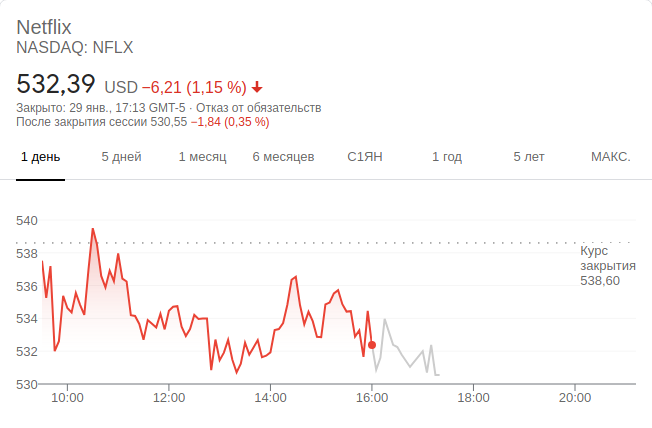 Netflix
NASDAQ: NFLX
532,39 USD −6,21 (1,15 %)
Закрыто: 29 янв., 17:13 GMT-5 · Отказ от обязательств
После закрытия сессии 530,55 −1,84 (0,35 %)
1 день 5 дней 1 месяц 6 месяцев С1ЯН 1 год 5 лет МАКС.
540
538
536
534
532
530
Курс
закрытия
538,60
10:00 12:00 14:00 16:00 18:00 20:00